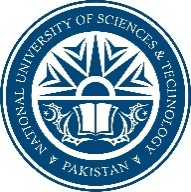 NATIONAL UNIVERSITY OF SCIENCES & TECHNOLOGY
PAKISTAN